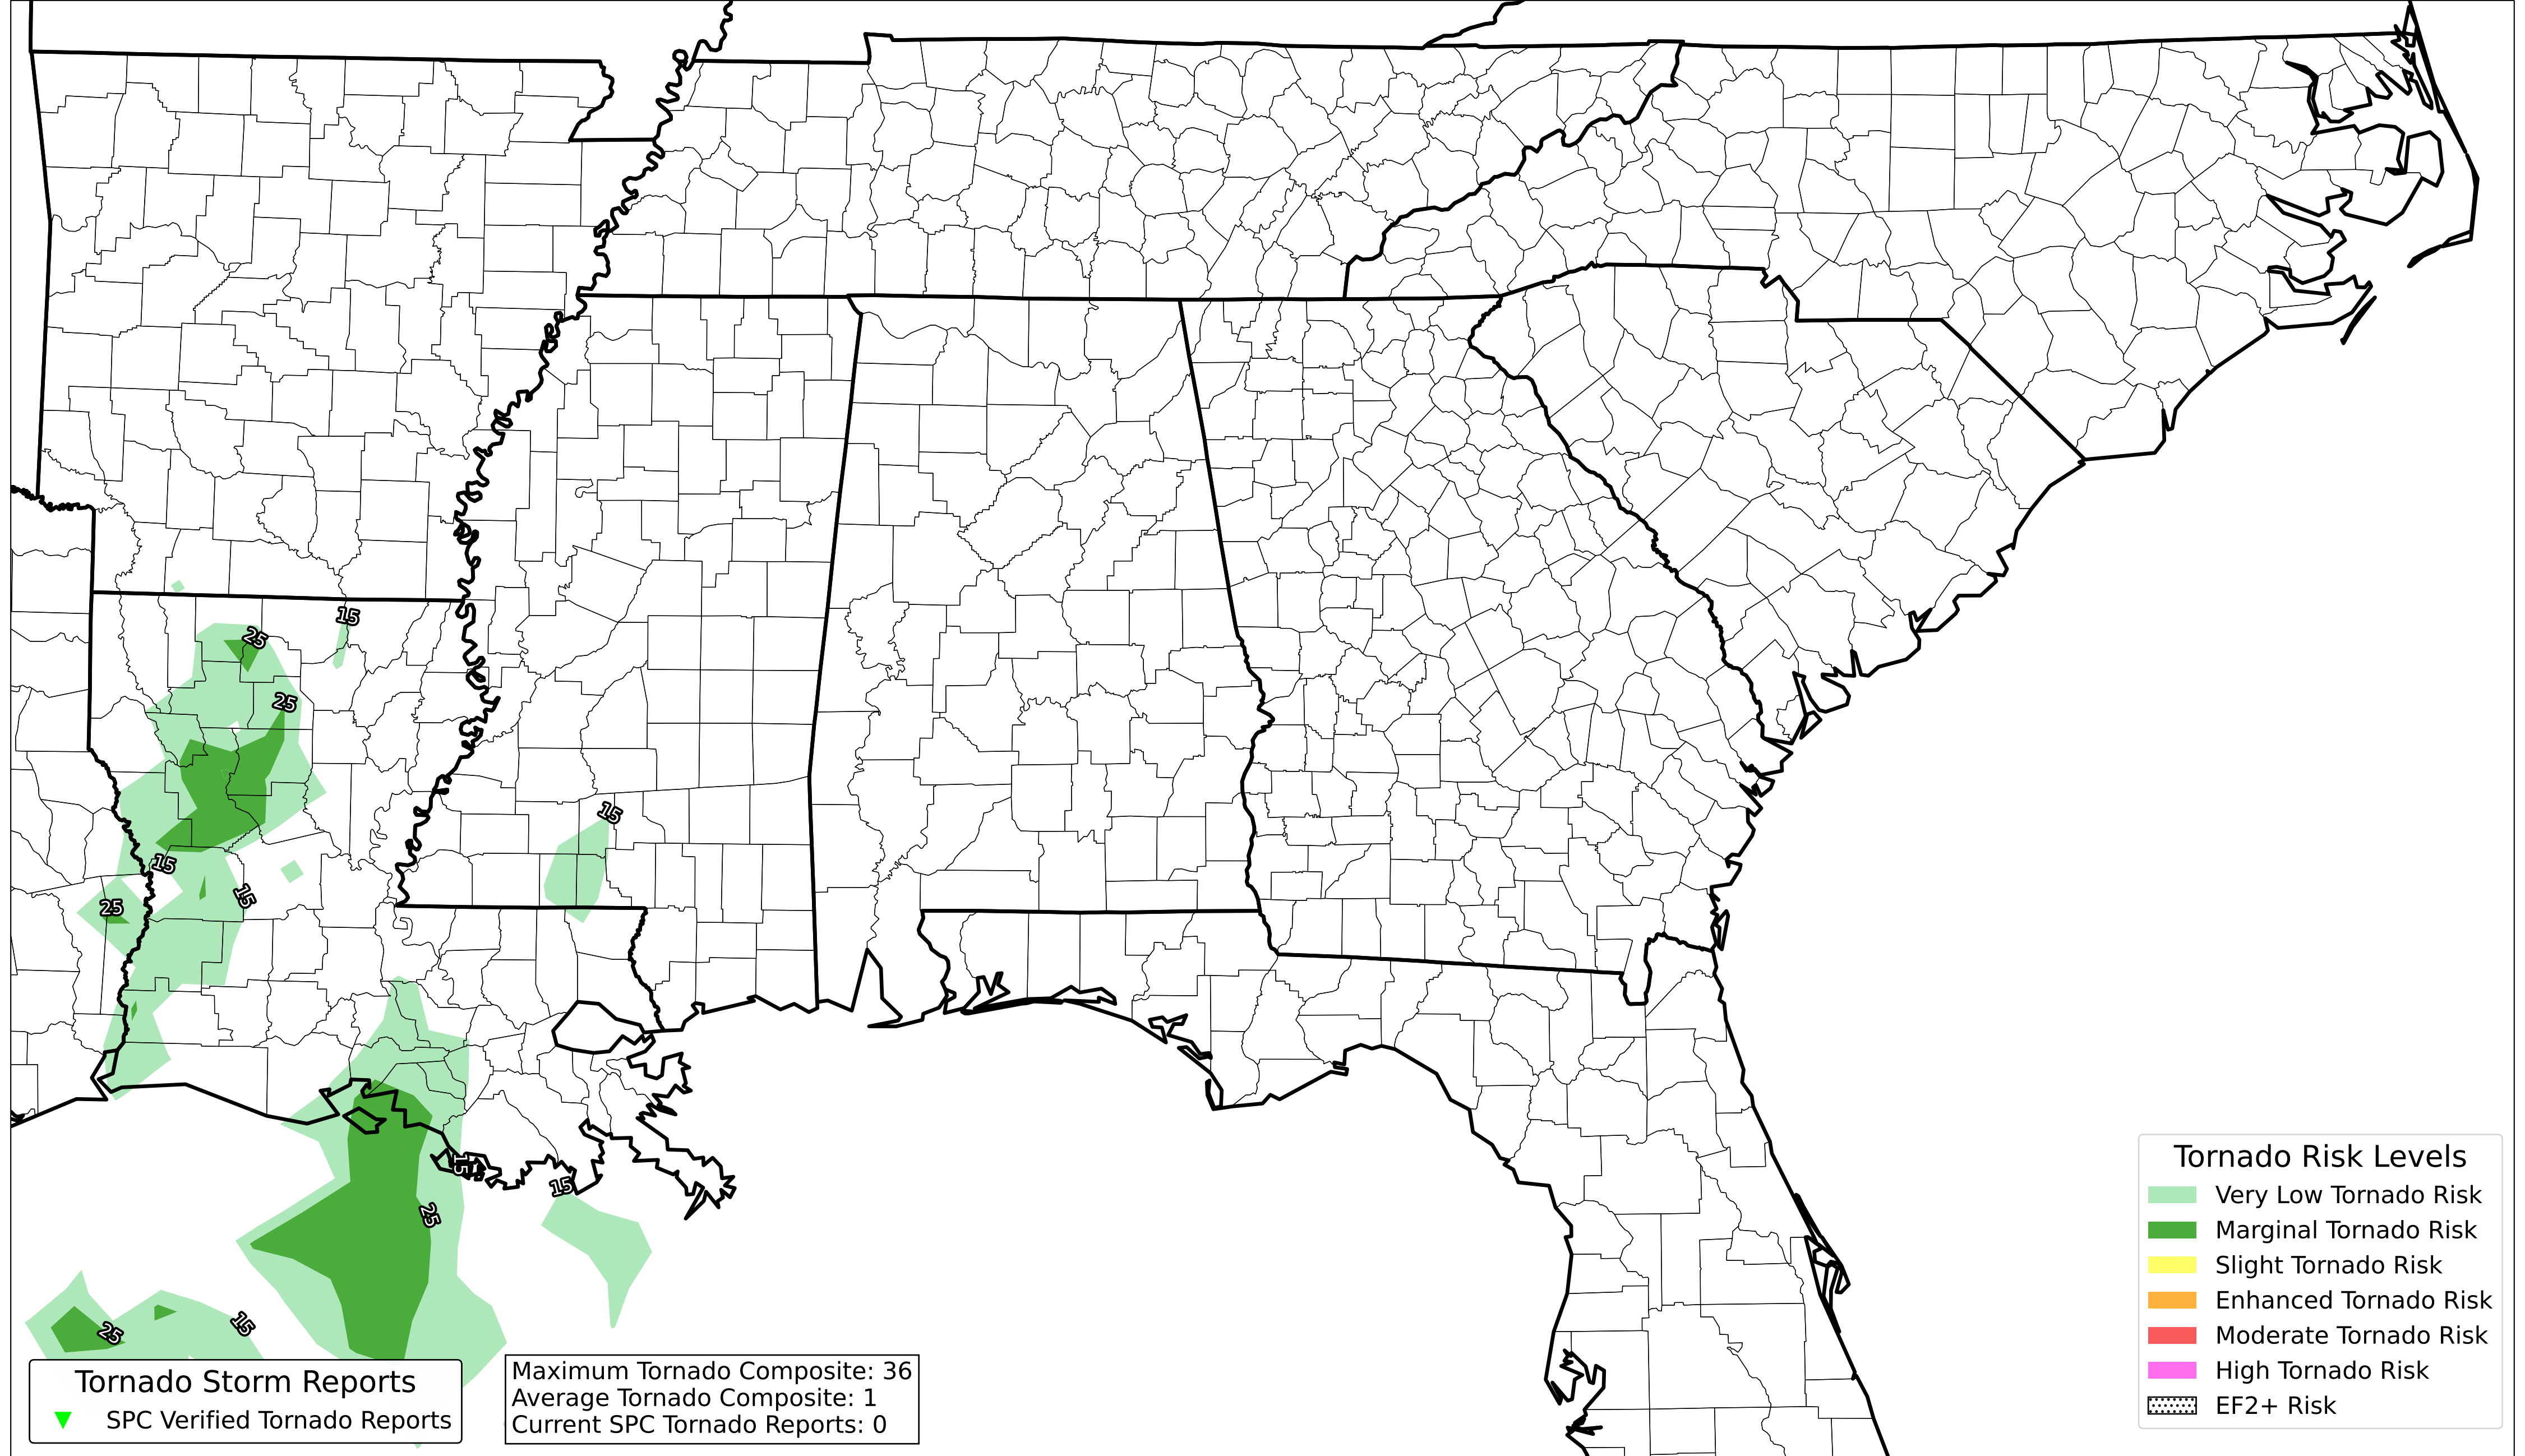 15
25
25
15
15
25
15
15
15
25
25
15
Tornado Storm Reports
SPC Verified Tornado Reports
Maximum Tornado Composite: 36
Average Tornado Composite: 1
Current SPC Tornado Reports: 0
Tornado Risk Levels
Very Low Tornado Risk
Marginal Tornado Risk
Slight Tornado Risk
Enhanced Tornado Risk
Moderate Tornado Risk
High Tornado Risk
EF2+ Risk